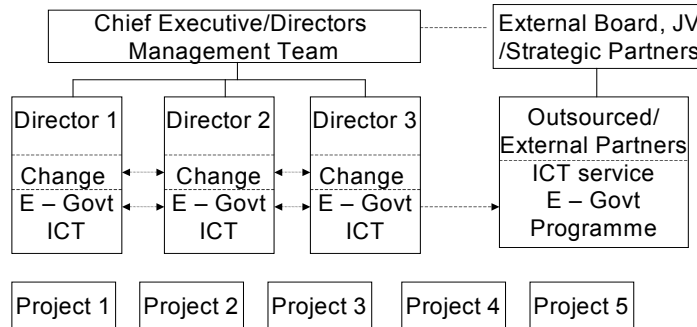 Chief Executive/Directors
Management Team
External Board, JV
/Strategic Partners
Director 1
Change
E – Govt
ICT
Director 2
Change
E – Govt
ICT
Director 3
Change
E – Govt
ICT
Outsourced/
External Partners
ICT service
E – Govt
Programme
Project 1
Project 2
Project 3
Project 4
Project 5